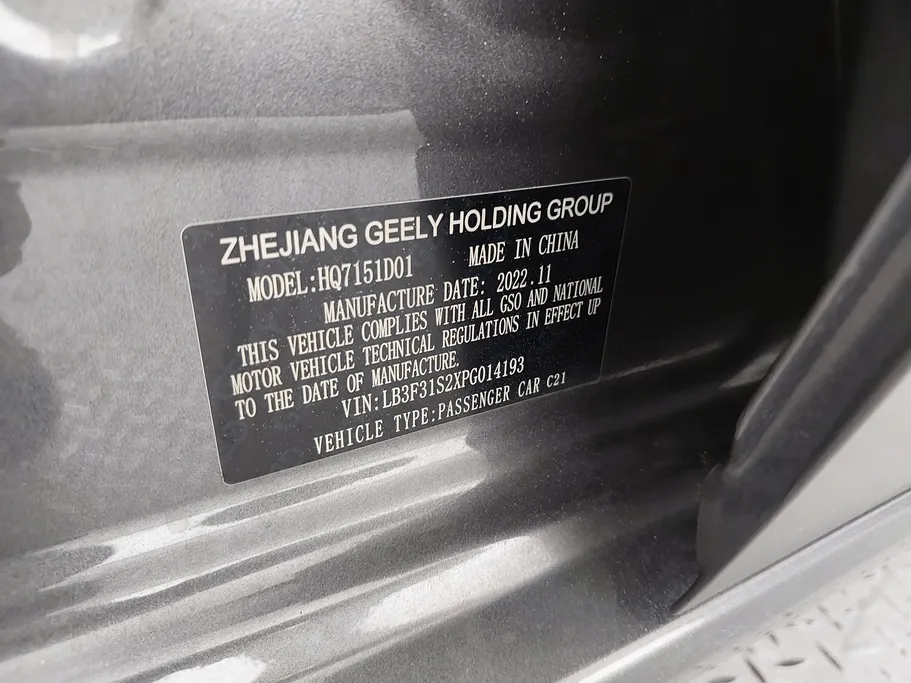 ZHEJIANG GEELY HOLDING GROUP
MODEL:HQ7151D01 MADE IN CHINA
MANUFACTURE DATE: 2022.11
THIS VEHICLE COMPLIES WITH ALL GSO AND NATIONAL
MOTOR VEHICLE TECHNICAL REGULATIONS IN EFFECT UP
TO THE DATE OF MANUFACTURE.
VIN:LB3F31S2XPG014193
VEHICLE TYPE:PASSENGER CAR C21